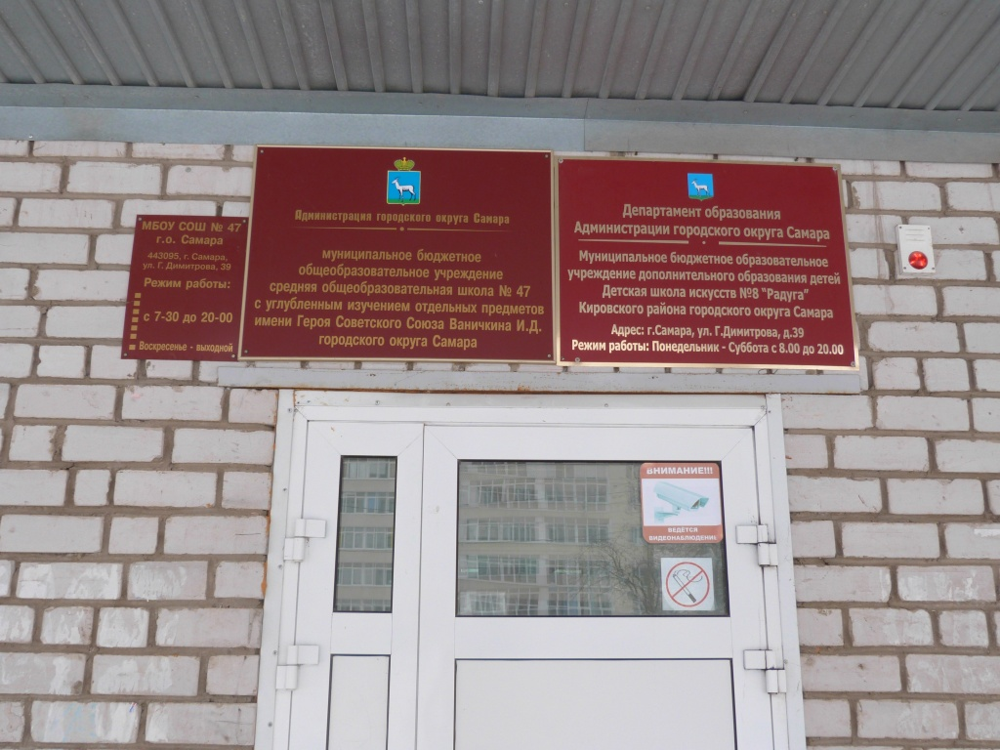 МБОУ СОШ № 47
г.о. Самара
443095, г. Самара,
ул. Г. Димитрова, 39
Режим работы:
с 7-30 до 20-00
Воскресенье - выходной
Администрация городского округа Самара
муниципальное бюджетное
общеобразовательное учреждение
средняя общеобразовательная школа № 47
с углубленным изучением отдельных предметов
имени Героя Советского Союза Ваничкина И.Д.
городского округа Самара
Департамент образования
Администрации городского округа Самара
Муниципальное бюджетное образовательное
учреждение дополнительного образования детей
Детская школа искусств №8 "Радуга"
Кировского района городского округа Самара
Адрес: г.Самара, ул. Г.Димитрова, д.39
Режим работы: Понедельник - Суббота с 8.00 до 20.00
ВНИМАНИЕ!!!
ВЕДЁТСЯ
ВИДЕОНАБЛЮДЕНИЕ